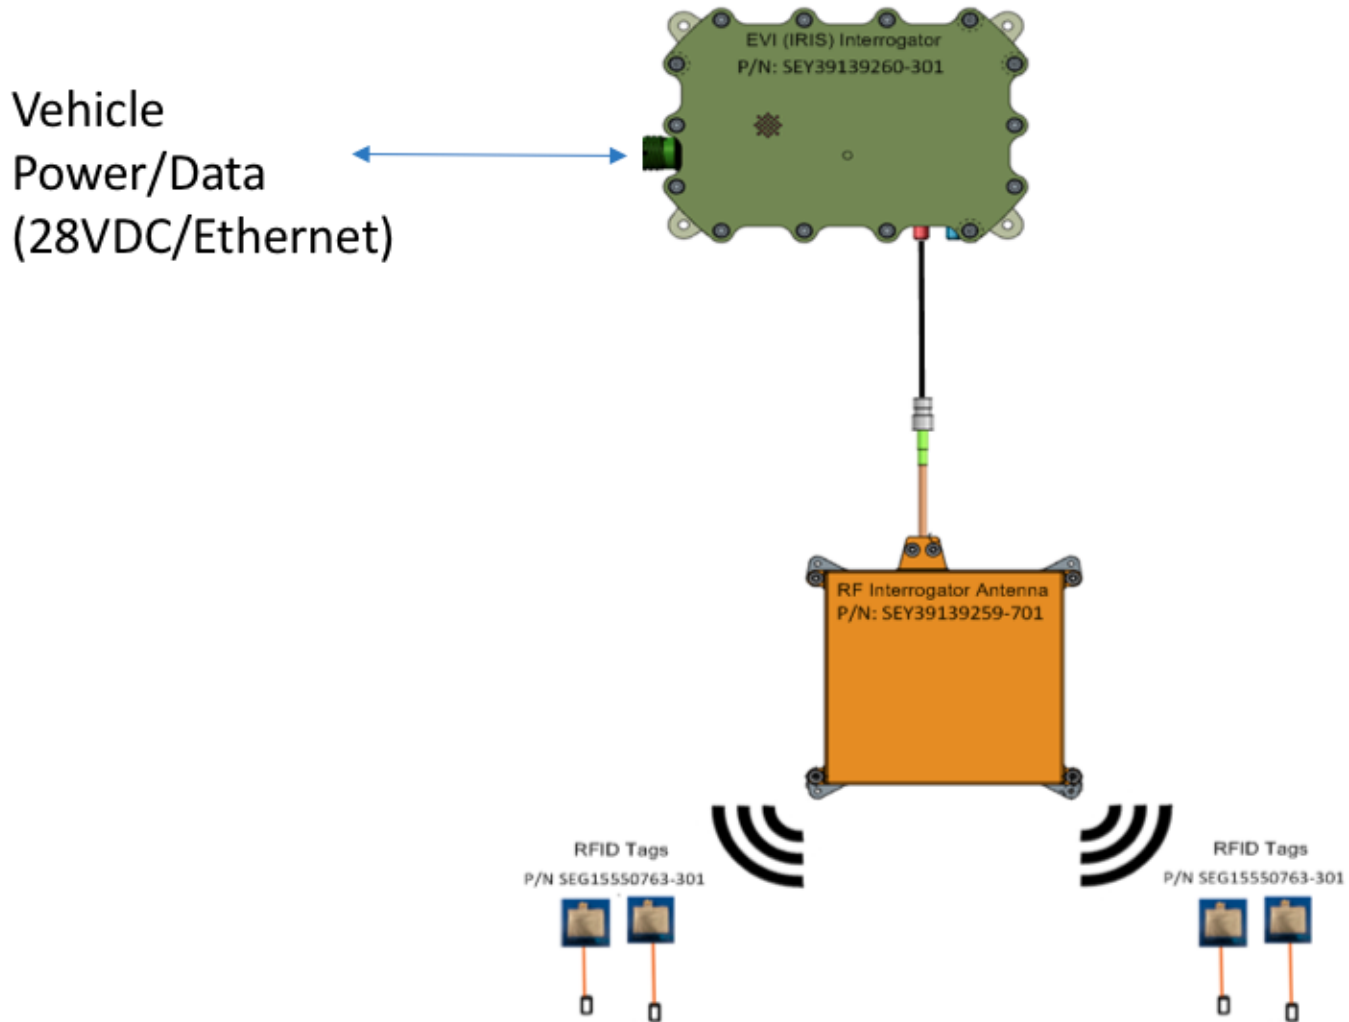 EVI (IRIS) Interrogator
P/N: SEY39139260-301
Vehicle
Power/Data
(28VDC/Ethernet)
RF Interrogator Antenna
P/N: SEY39139259-701
RFID Tags
P/N SEG15550763-301
RFID Tags
P/N SEG15550763-301